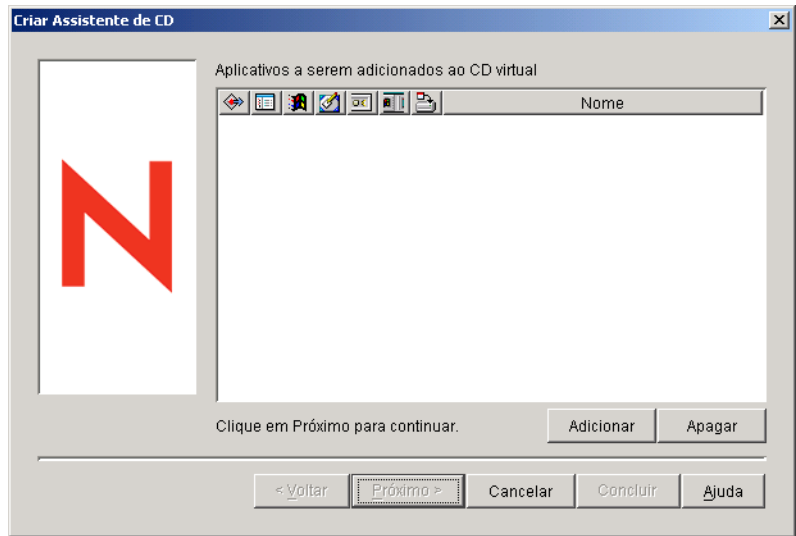 Criar Assistente de CD
Aplicativos a serem adicionados ao CD virtual
Nome
Clique em Próximo para continuar.
Adicionar
Apagar
< Voltar
Próximo >
Cancelar
Concluir
Ajuda